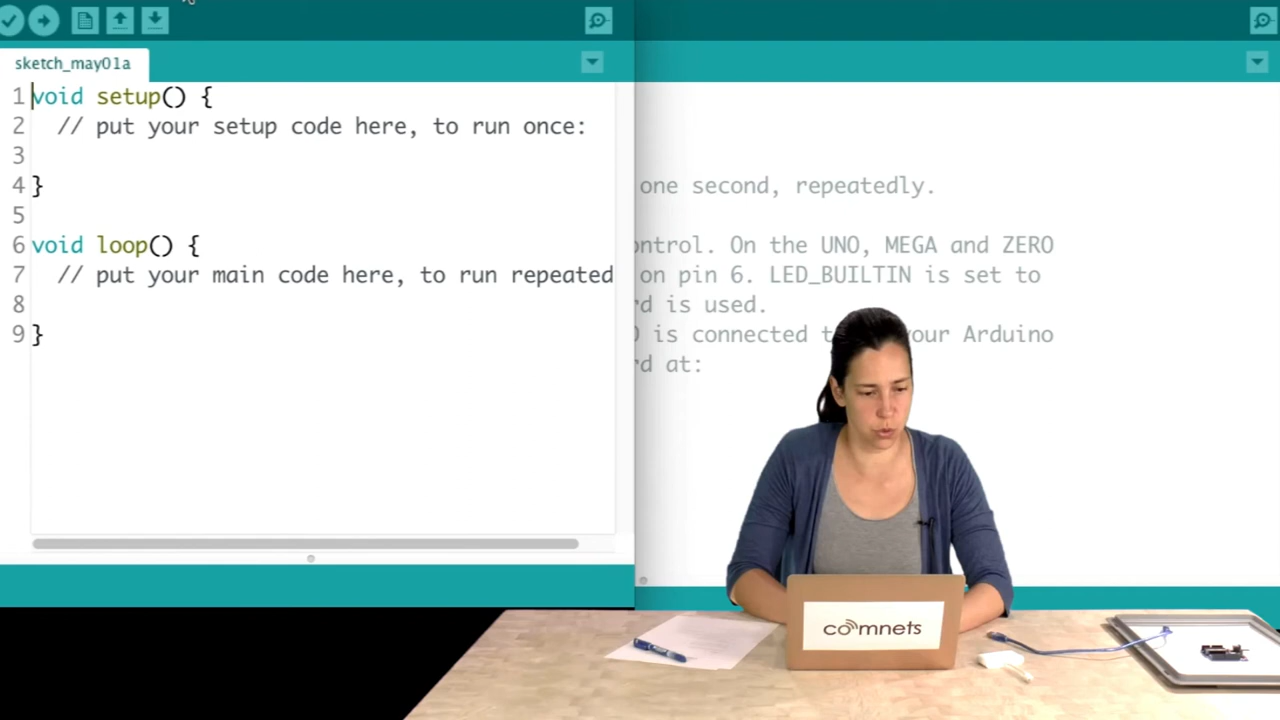 sketch_may01a
1 void setup() {
2 // put your setup code here, to run once:
3
4 }
5
6 void loop() {
7 // put your main code here, to run repeated
8
9 }
one second, repeatedly.
ontrol. On the UNO, MEGA and ZERO
on pin 6. LED_BUILTIN is set to
rd is used.
is connected your Arduino
rd at:
comnets